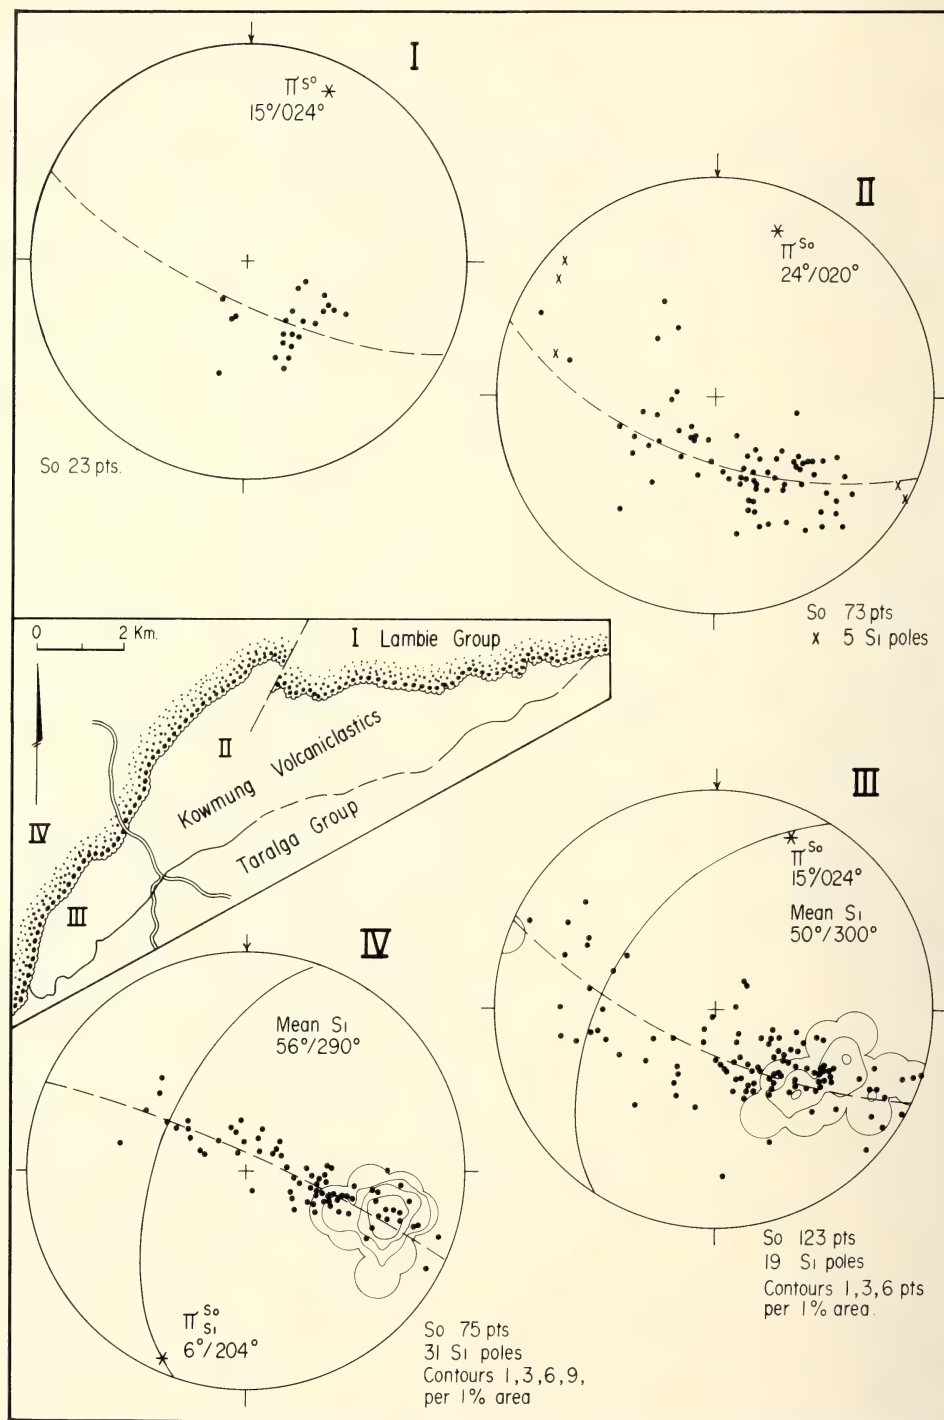 I
π So
15°/024°
So 23 pts.
II
π So
24°/020°
So 73 pts
x 5 S1 poles
0 2 Km.
I Lambie Group
II
Kowmung Volcaniclastics
Taralga Group
IV
III
III
π So
15°/024°
Mean S1
50°/300°
So 123 pts
19 S1 poles
Contours 1,3,6 pts
per 1% area.
IV
Mean S1
56°/290°
π So
S1
6°/204°
So 75 pts
31 S1 poles
Contours 1,3,6,9,
per 1% area